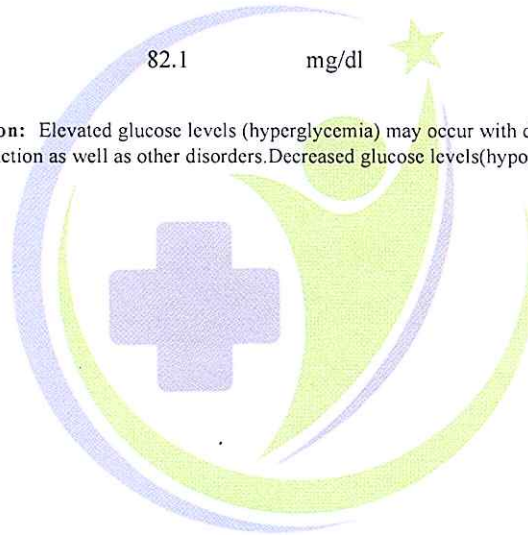 82.1 mg/dl
on: Elevated glucose levels (hyperglycemia) may occur with
ction as well as other disorders.Decreased glucose levels(hypo